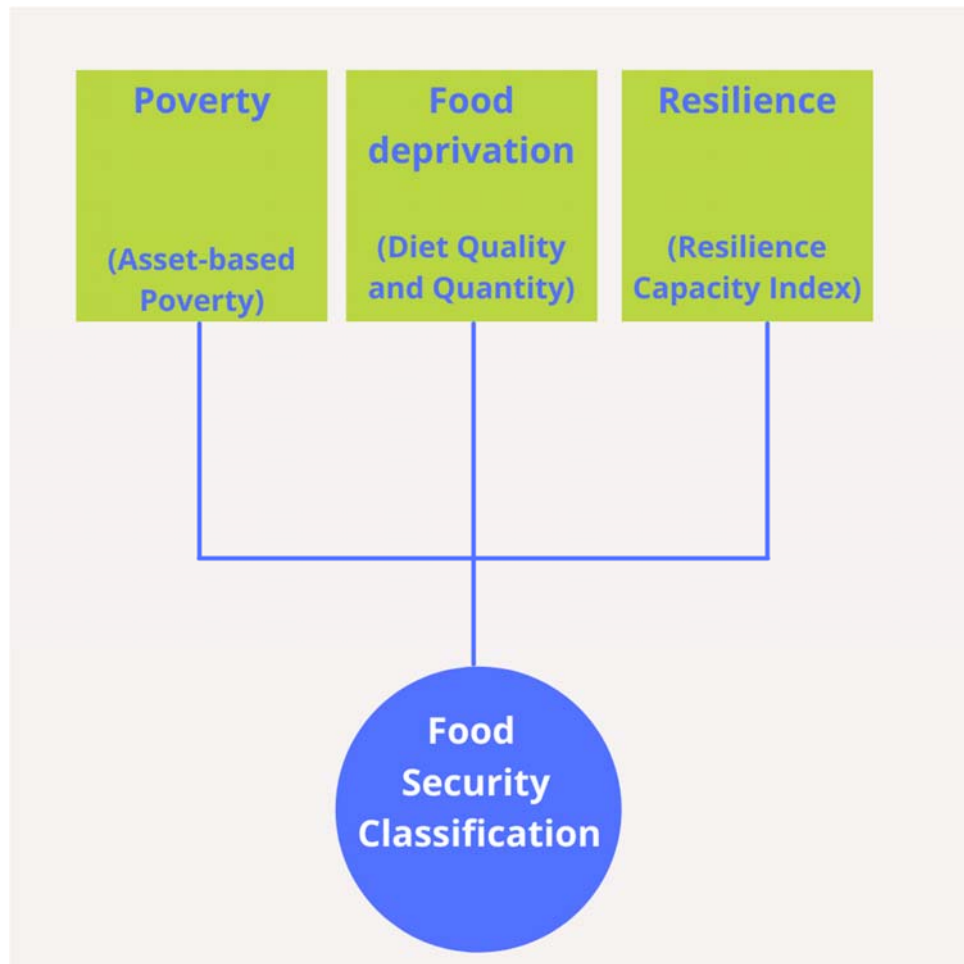 Poverty
(Asset-based
Poverty)
Food
deprivation
(Diet Quality
and Quantity)
Resilience
(Resilience
Capacity Index)
Food
Security
Classification